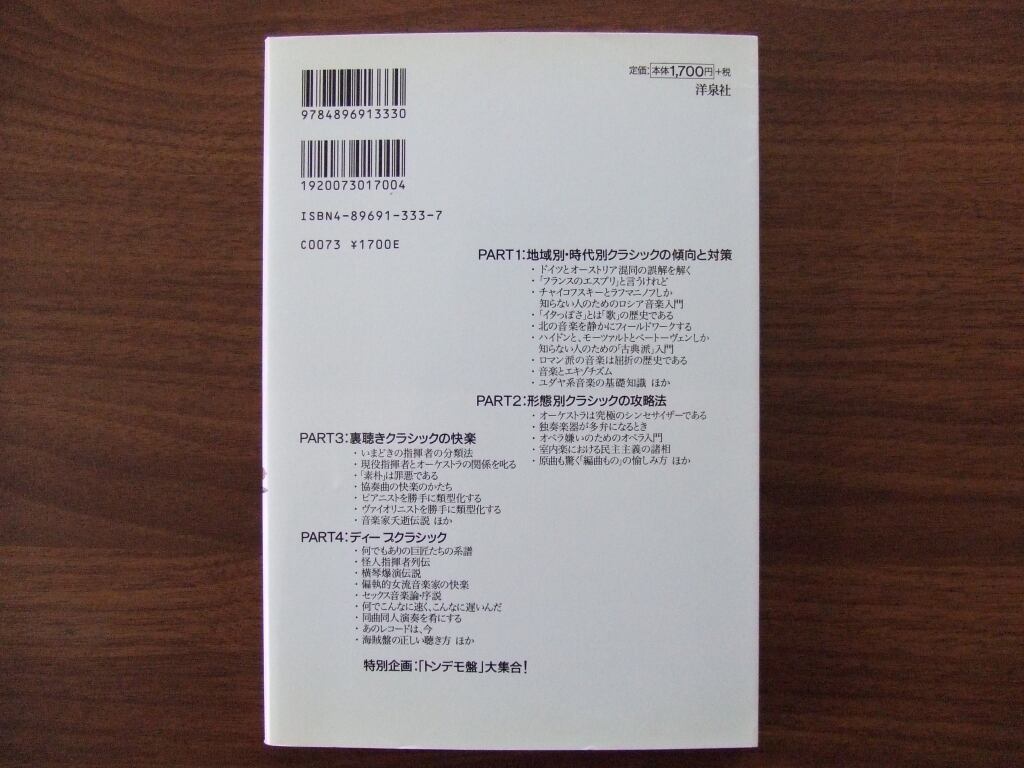 9784896913330
1920073017004
ISBN4-89691-333-7
C0073 ¥1700E
定価:本体1,700円+税
洋泉社
PART1:地域別・時代別クラシックの傾向と対策
・ドイツとオーストリア混同の誤解を解く
・「フランスのエスプリ」と言うけれど
・チャイコフスキーとラフマニノフしか
知らない人のためのロシア音楽入門
・「イタっぽさ」とは「歌」の歴史である
・北の音楽を静かにフィールドワークする
・ハイドンと、モーツァルトとベートーヴェンしか
知らない人のための「古典派」入門
・ロマン派の音楽は屈折の歴史である
・音楽とエキゾチズム
・ユダヤ系音楽の基礎知識 ほか
PART2:形態別クラシックの攻略法
・オーケストラは究極のシンセサイザーである
・独奏楽器が多弁になるとき
・オペラ嫌いのためのオペラ入門
・室内楽における民主主義の諸相
・原曲も驚く「編曲もの」の愉しみ方 ほか
PART3:裏聴きクラシックの快楽
・いまどきの指揮者の分類法
・現役指揮者とオーケストラの関係を叱る
・「素朴」は罪悪である
・協奏曲の快楽のかたち
・ピアニストを勝手に類型化する
・ヴァイオリニストを勝手に類型化する
・音楽家夭逝伝説 ほか
PART4:ディープクラシック
・何でもありの巨匠たちの系譜
・怪人指揮者列伝
・横琴爆演伝説
・偏執的女流音楽家の快楽
・セックス音楽論・序説
・何でこんなに速く、こんなに遅いんだ
・同曲同人演奏を肴にする
・あのレコードは、今
・海賊盤の正しい聴き方 ほか
特別企画:「トンデモ盤」大集合!